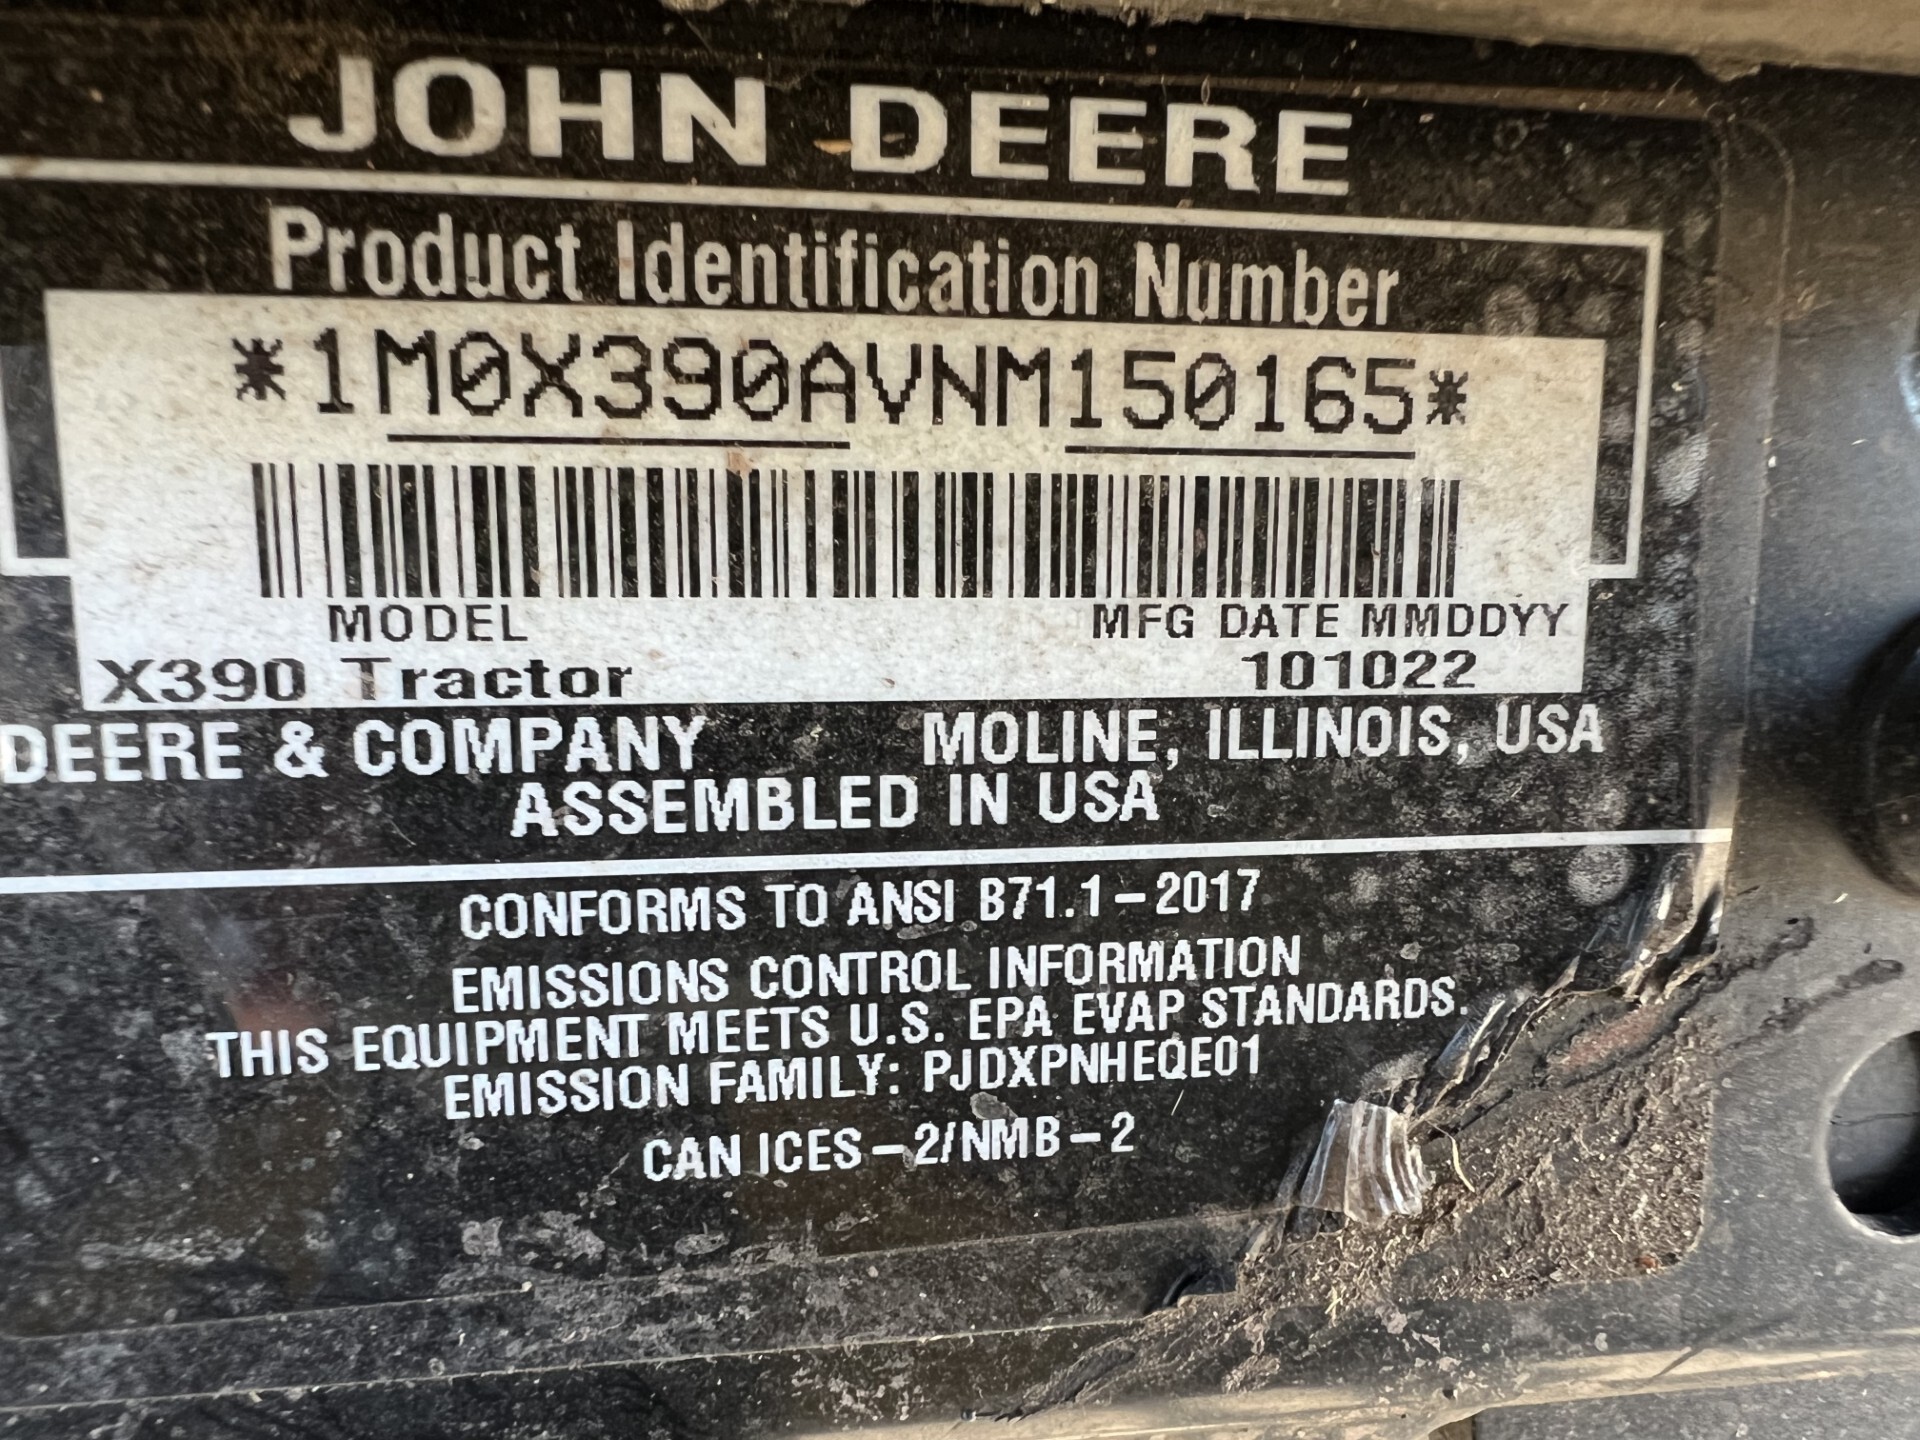 JOHN DEERE
Product Identification Number
*1M0X390AVNM150165*
MODEL MFG DATE MMDDYY
X390 Tractor 101022
DEERE & COMPANY MOLINE, ILLINOIS, USA
ASSEMBLED IN USA
CONFORMS TO ANSI B71.1-2017
EMISSIONS CONTROL INFORMATION
THIS EQUIPMENT MEETS U.S. EPA EVAP STANDARDS.
EMISSION FAMILY: PJDXPNHEQE01
CAN ICES-2/NMB-2